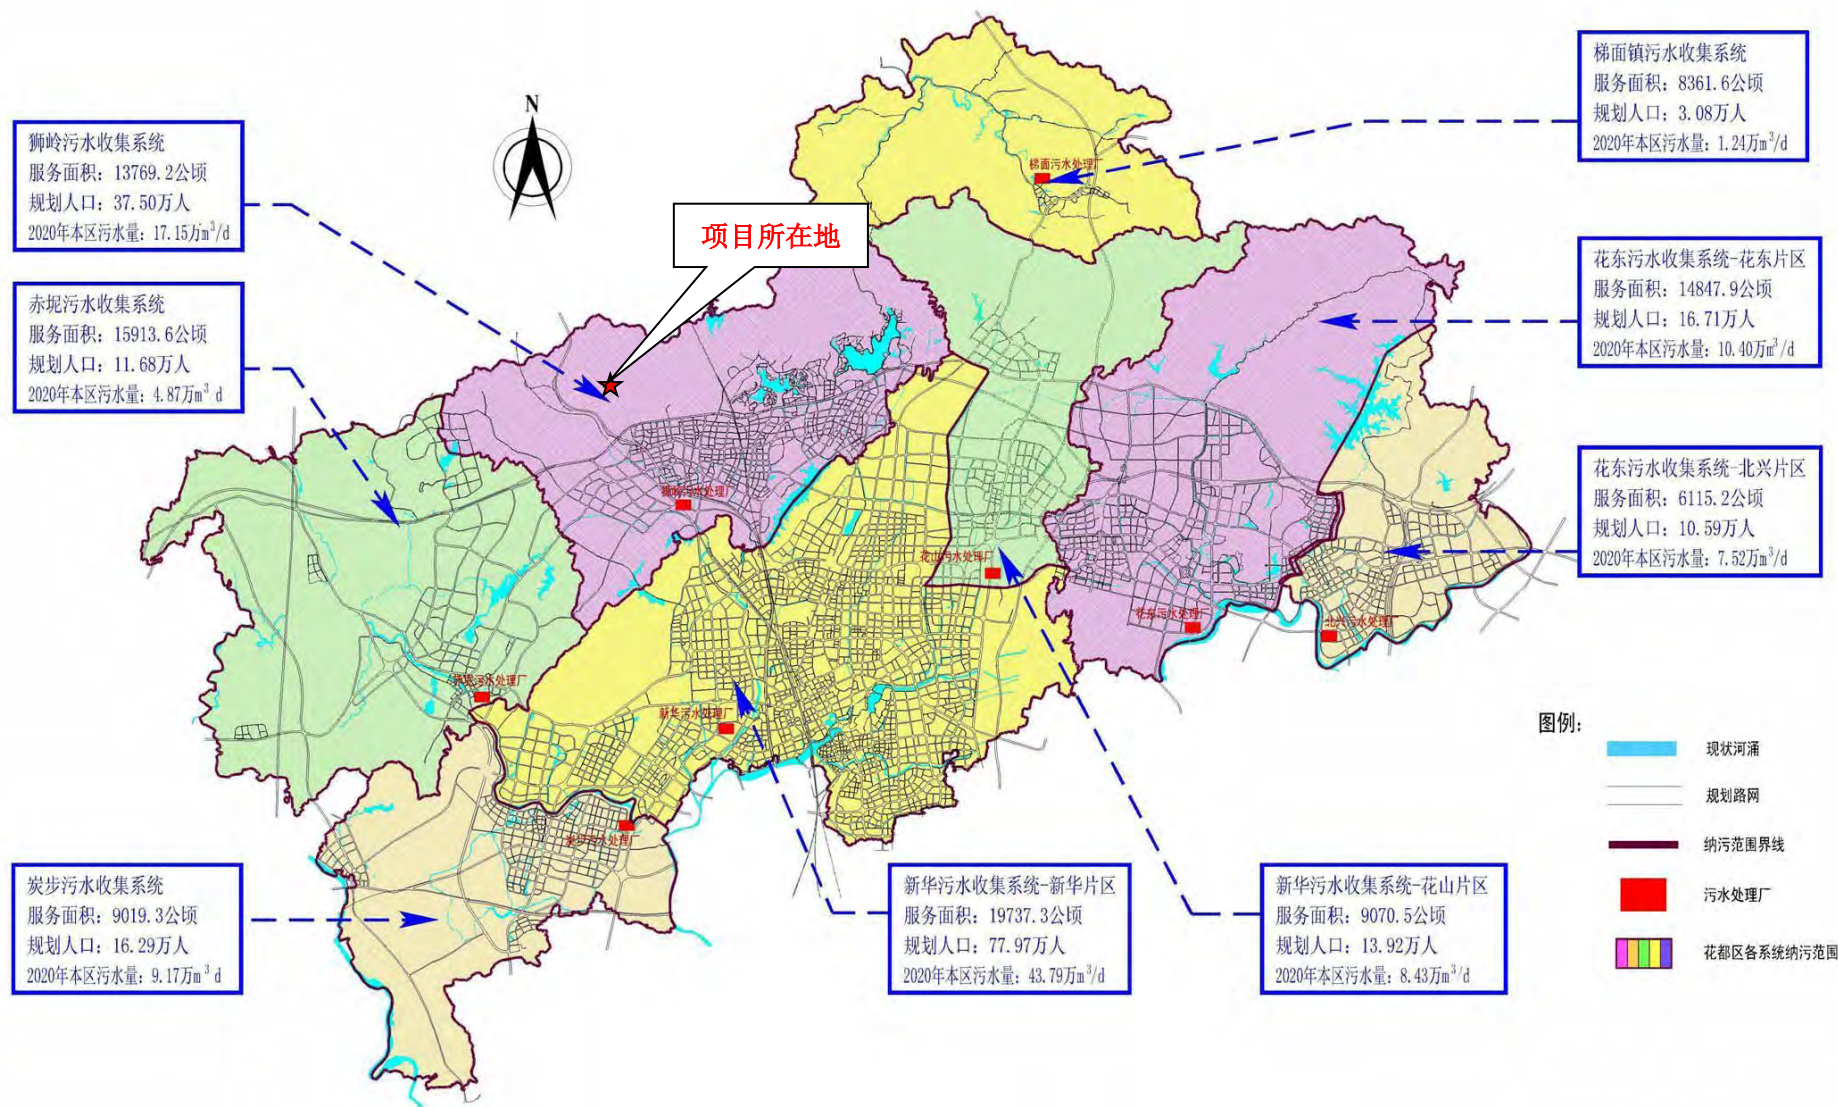 梯面镇污水收集系统
服务面积：8361.6公顷
规划人口：3.08万人
2020年本区污水量：1.24万m³/d
N
狮岭污水收集系统
服务面积：13769.2公顷
规划人口：37.50万人
2020年本区污水量：17.15万m³/d
梯面污水处理厂
项目所在地
花东污水收集系统-花东片区
服务面积：14847.9公顷
规划人口：16.71万人
2020年本区污水量：10.40万m³/d
赤坭污水收集系统
服务面积：15913.6公顷
规划人口：11.68万人
2020年本区污水量：4.87万m³ d
花东污水收集系统-北兴片区
服务面积：6115.2公顷
规划人口：10.59万人
2020年本区污水量：7.52万m³/d
狮岭污水处理厂
花山污水处理厂
花东污水处理厂
北兴污水处理厂
污水处理厂
新华污水处理厂
炭步污水处理厂
图例：
现状河涌
规划路网
纳污范围界线
污水处理厂
花都区各系统纳污范围
炭步污水收集系统
服务面积：9019.3公顷
规划人口：16.29万人
2020年本区污水量：9.17万m³ d
新华污水收集系统-新华片区
服务面积：19737.3公顷
规划人口：77.97万人
2020年本区污水量：43.79万m³/d
新华污水收集系统-花山片区
服务面积：9070.5公顷
规划人口：13.92万人
2020年本区污水量：8.43万m³/d